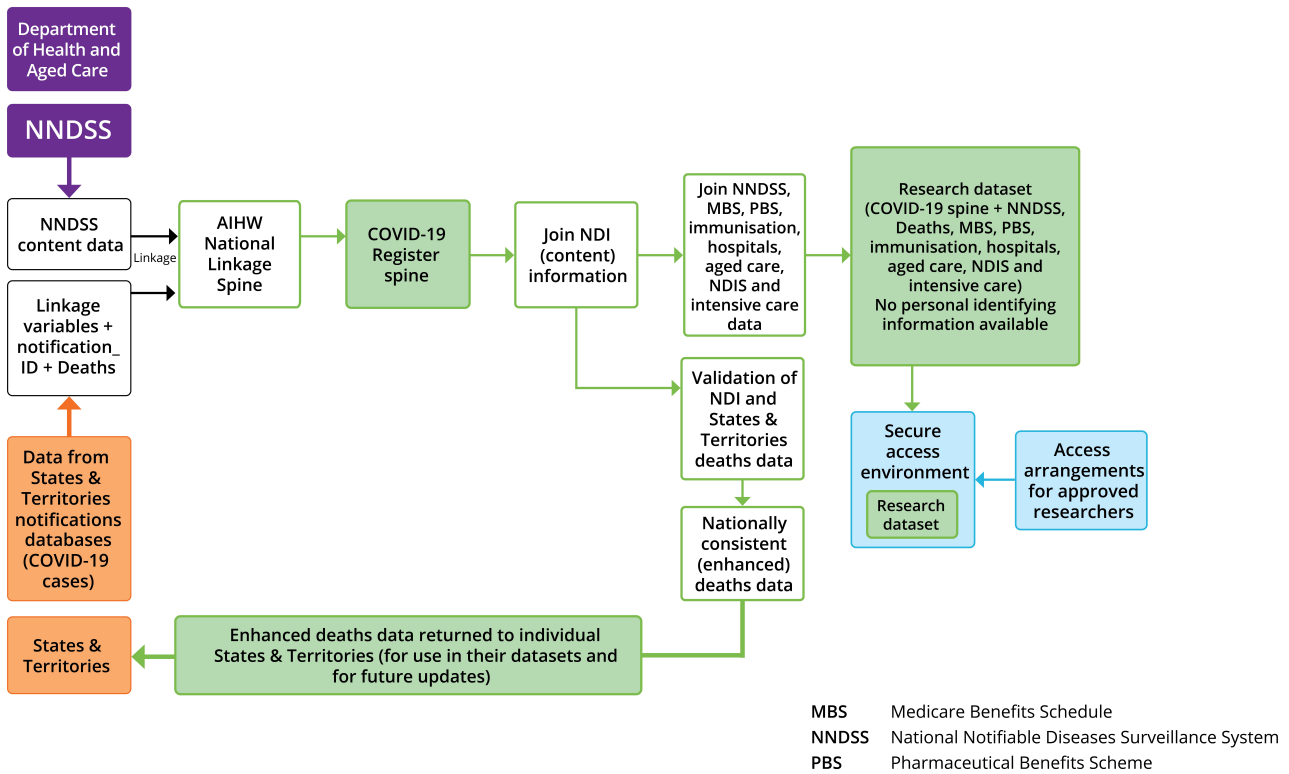 Department
of Health and
Aged Care
NNDSS
NNDSS
content data
Linkage
Linkage
variables +
notification_
ID + Deaths
Data from
States &
Territories
notifications
databases
(COVID-19
cases)
States &
Territories
AIHW
National
Linkage
Spine
COVID-19
Register
spine
Join NDI
(content)
information
Join NNDSS,
MBS, PBS,
immunisation,
hospitals,
aged care,
NDIS and
intensive care
data
Research dataset
(COVID-19 spine + NNDSS,
Deaths, MBS, PBS,
immunisation, hospitals,
aged care, NDIS and
intensive care)
No personal identifying
information available
Validation of
NDI and
States &
Territories
deaths data
Nationally
consistent
(enhanced)
deaths data
Enhanced deaths data returned to individual
States & Territories (for use in their datasets and
for future updates)
Secure
access
environment
Research
dataset
Access
arrangements
for approved
researchers
MBS Medicare Benefits Schedule
NNDSS National Notifiable Diseases Surveillance System
PBS Pharmaceutical Benefits Scheme